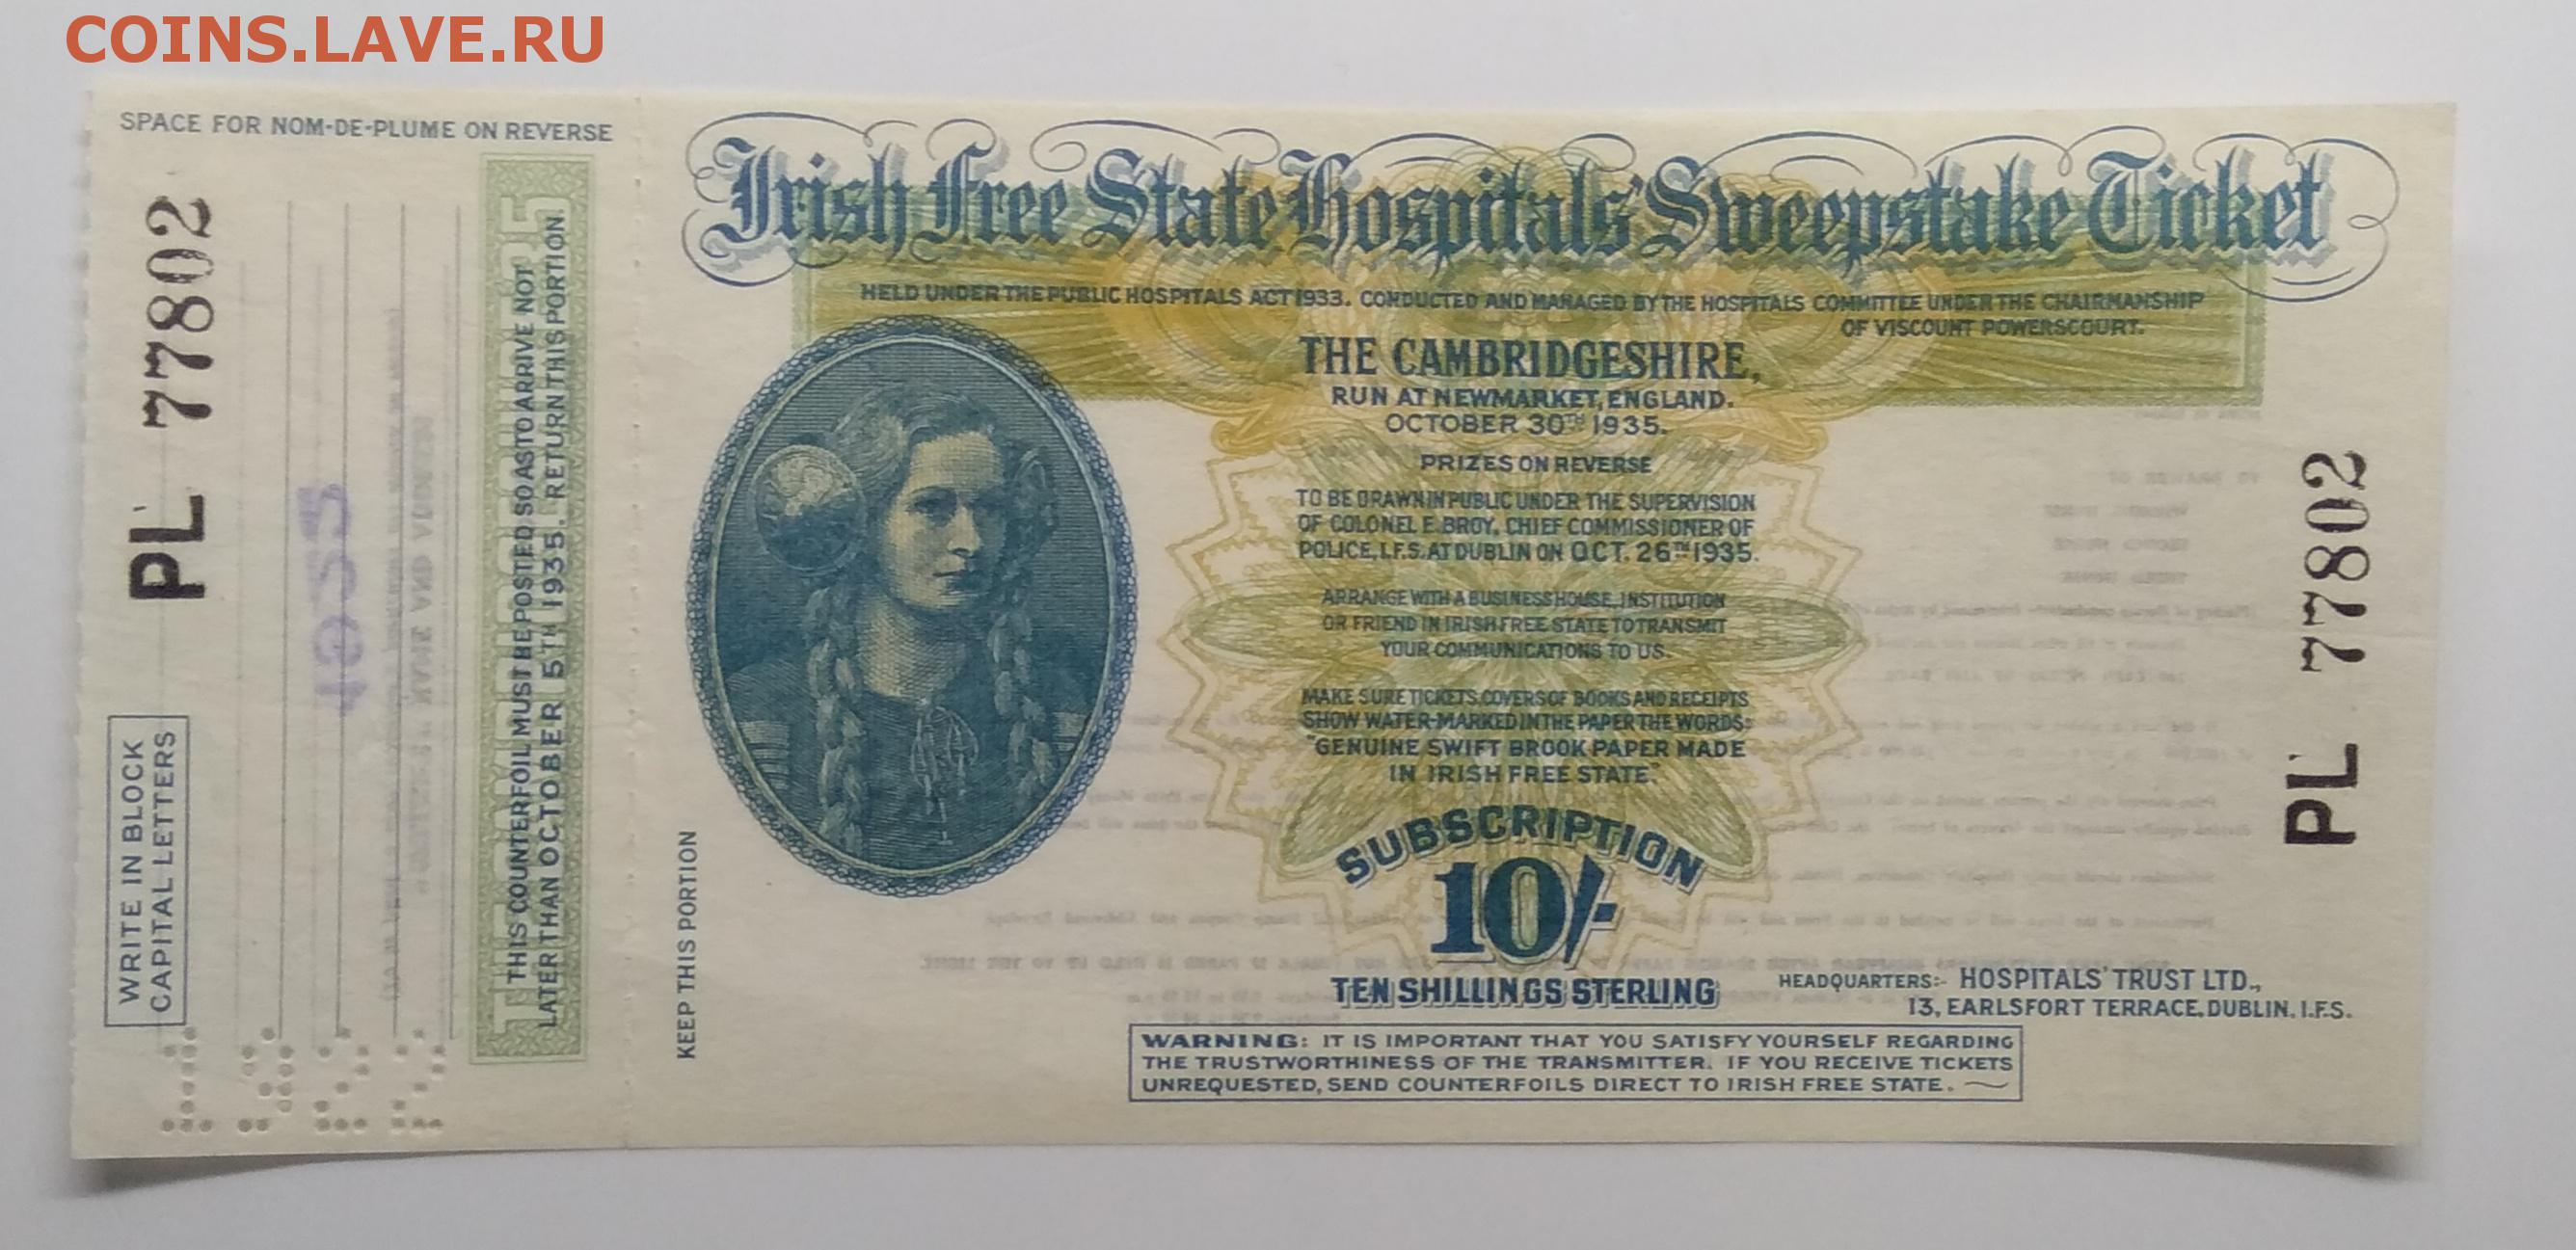 COINS.LAVE.RU
SPACE FOR NOM-DE-PLUME ON REVERSE
PL 77802
WRITE IN BLOCK
CAPITAL LETTERS
THIS COUNTERFOIL MUST BE POSTED SO AS TO ARRIVE NOT
LATER THAN OCTOBER 5TH 1935. RETURN THIS PORTION.
KEEP THIS PORTION
Irish Free State Hospitals' Sweepstake Ticket
HELD UNDER THE PUBLIC HOSPITALS ACT 1933. CONDUCTED AND MANAGED BY THE HOSPITALS COMMITTEE UNDER THE CHAIRMANSHIP
OF VISCOUNT POWERSCOURT.
THE CAMBRIDGESHIRE,
RUN AT NEWMARKET, ENGLAND.
OCTOBER 30TH 1935.
PRIZES ON REVERSE
TO BE DRAWN IN PUBLIC UNDER THE SUPERVISION
OF COLONEL E. BROY, CHIEF COMMISSIONER OF
POLICE, I.F.S. AT DUBLIN ON OCT. 26TH 1935.
ARRANGE WITH A BUSINESS HOUSE, INSTITUTION
OR FRIEND IN IRISH FREE STATE TO TRANSMIT
YOUR COMMUNICATIONS TO US.
MAKE SURE TICKETS, COVERS OF BOOKS AND RECEIPTS
SHOW WATER-MARKED IN THE PAPER THE WORDS:
"GENUINE SWIFT BROOK PAPER MADE
IN IRISH FREE STATE."
SUBSCRIPTION
10/-
TEN SHILLINGS STERLING
HEADQUARTERS:- HOSPITALS' TRUST LTD.,
13, EARLSFORT TERRACE, DUBLIN. I.F.S.
WARNING: IT IS IMPORTANT THAT YOU SATISFY YOURSELF REGARDING
THE TRUSTWORTHINESS OF THE TRANSMITTER. IF YOU RECEIVE TICKETS
UNREQUESTED, SEND COUNTERFOILS DIRECT TO IRISH FREE STATE.
PL 77802